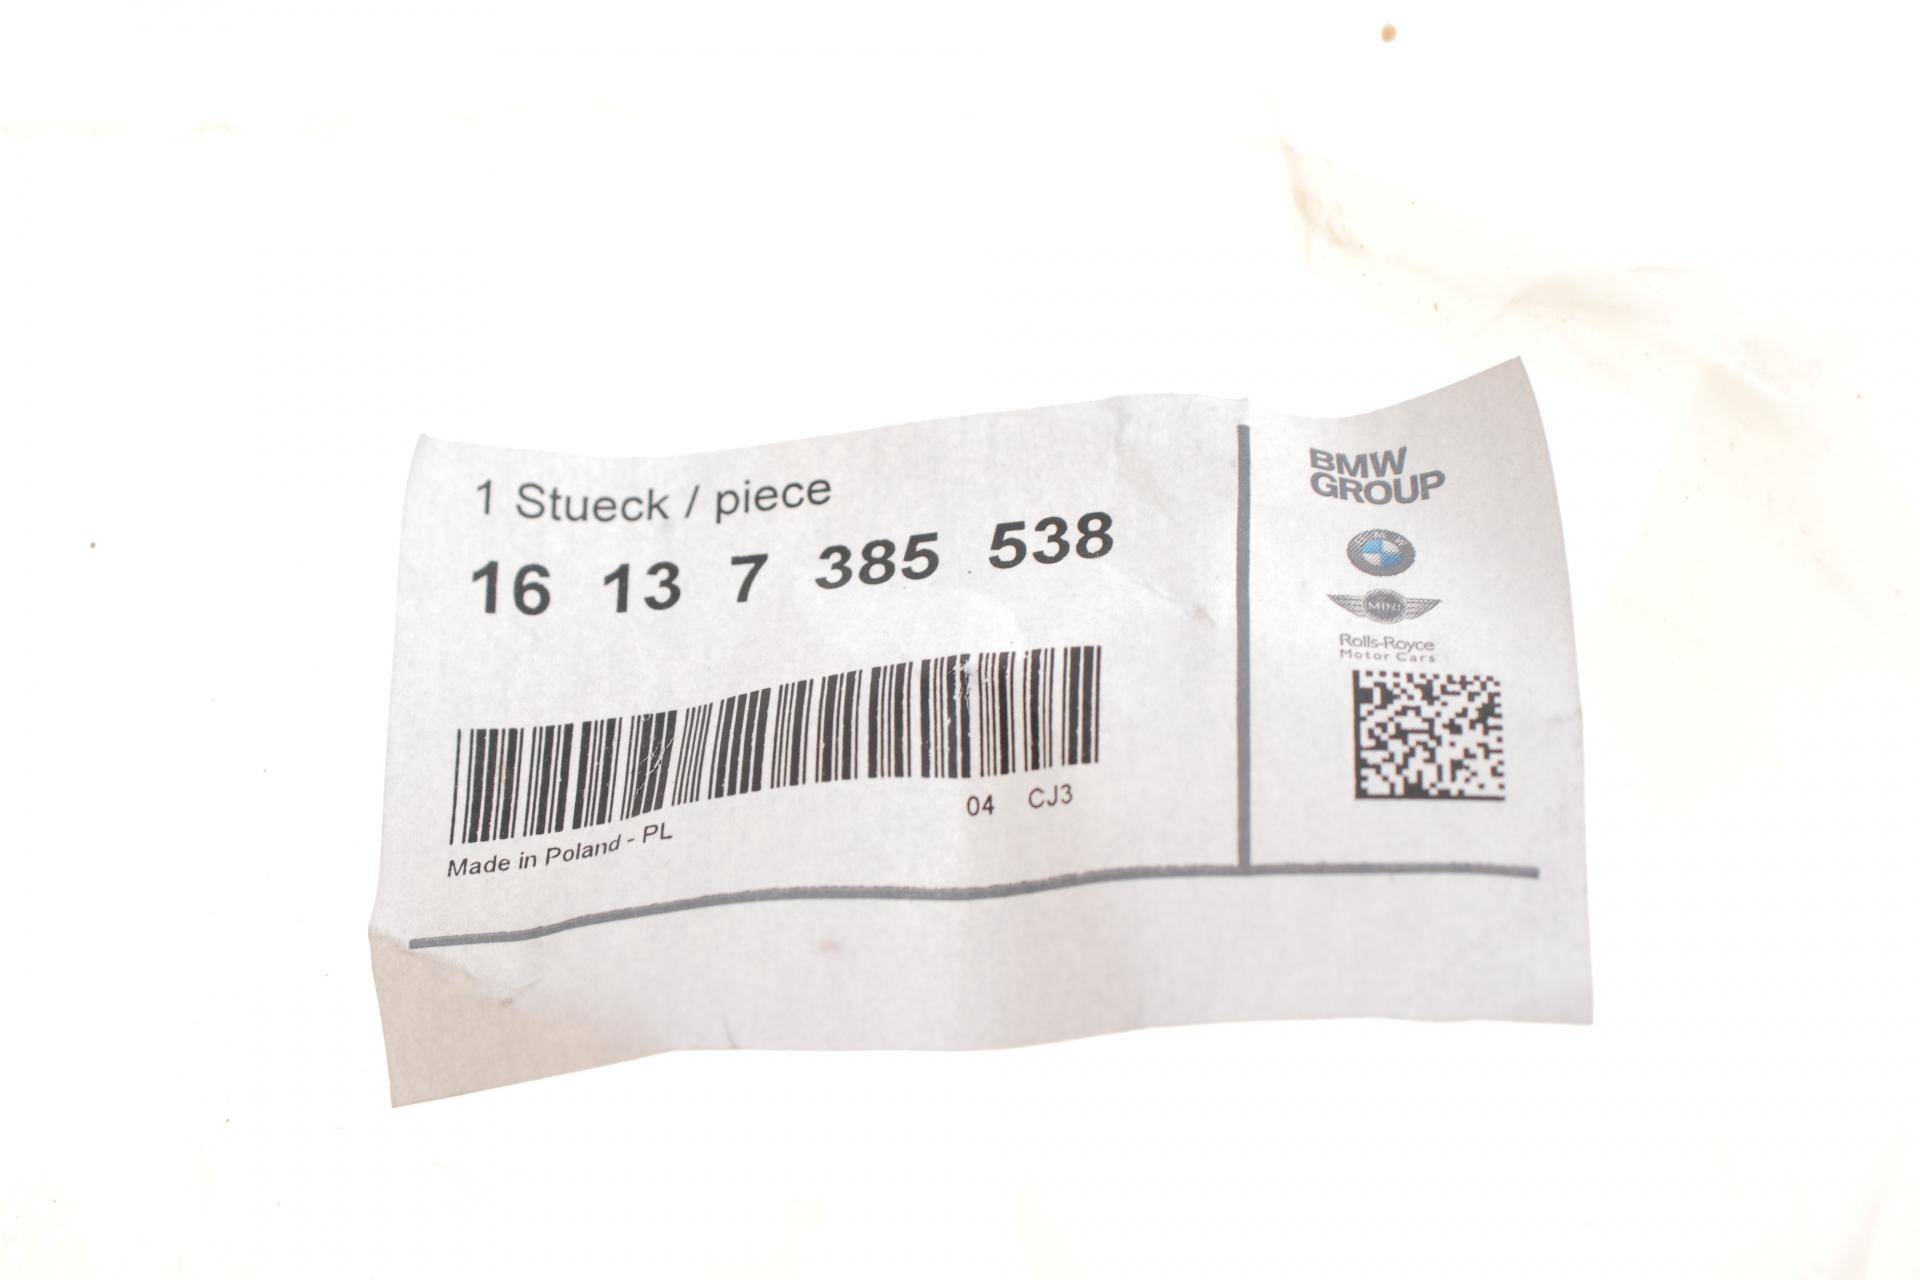 1 Stueck / piece
16 13 7 385 538
04 CJ3
Made in Poland - PL
BMW
GROUP
BMW
MINI
Rolls-Royce
Motor Cars